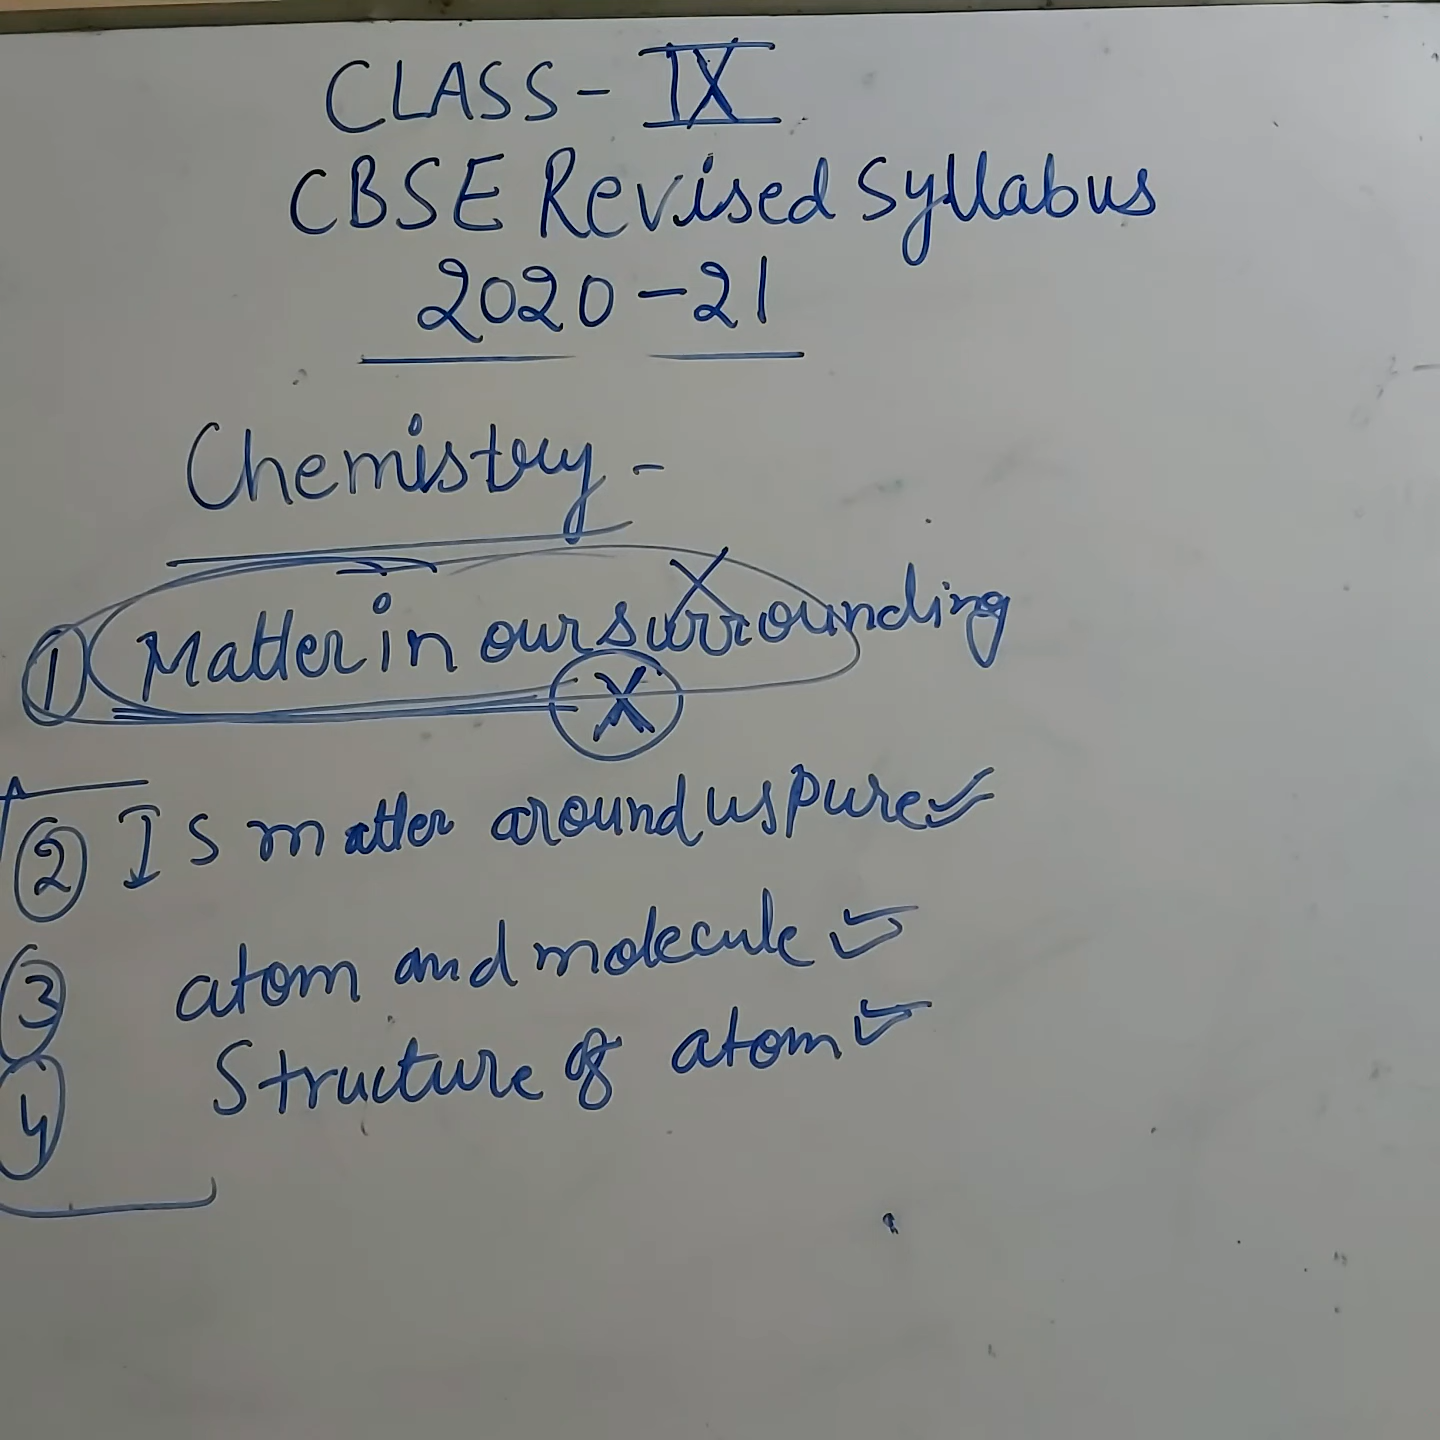 CLASS - IX
CBSE Revised Syllabus
2020-21
Chemistry -
1 Matter in our surrounding X
X
2 Is matter around us pure ✓
3 atom and molecule ✓
4 Structure of atom ✓